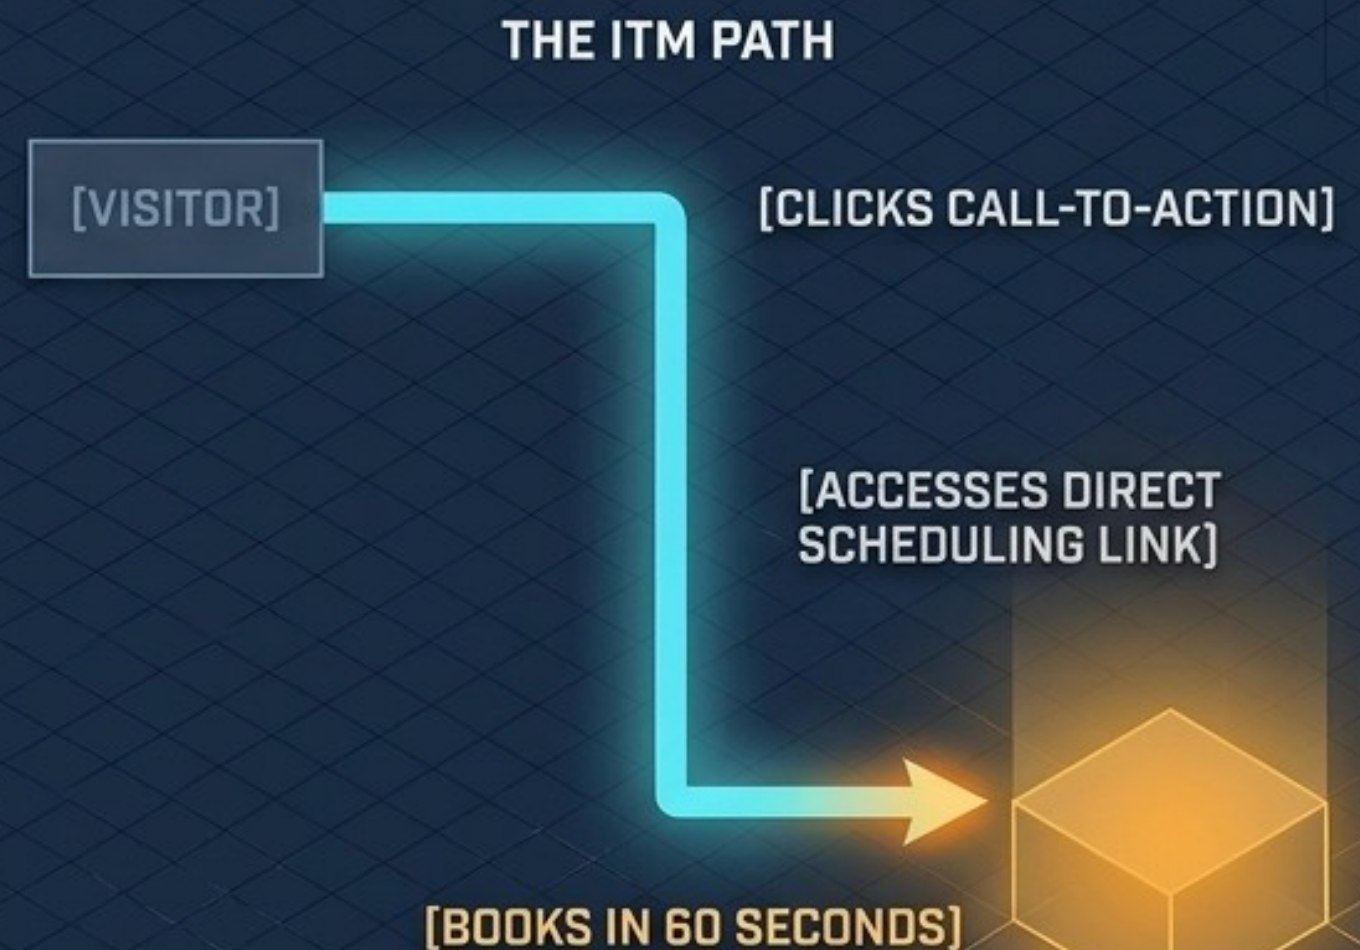 THE ITM PATH
[VISITOR]
[CLICKS CALL-TO-ACTION]
[ACCESSES DIRECT
SCHEDULING LINK]
[BOOKS IN 60 SECONDS]